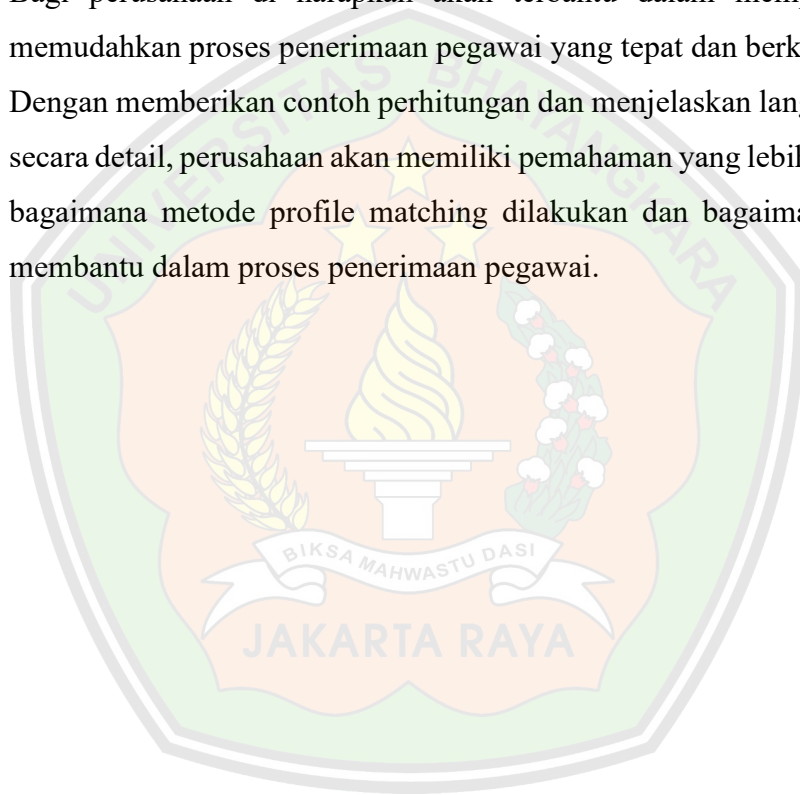 Bagi perusahaan di harapkan akan terbantu dalam
memudahkan proses penerimaan pegawai yang tepat dan
Dengan memberikan contoh perhitungan dan menjelaskan
secara detail, perusahaan akan memiliki pemahaman yang
bagaimana metode profile matching dilakukan dan
membantu dalam proses penerimaan pegawai.
UNIVERSITAS BHAYANGKARA
BIKSA MAHWASTU DASI
JAKARTA RAYA